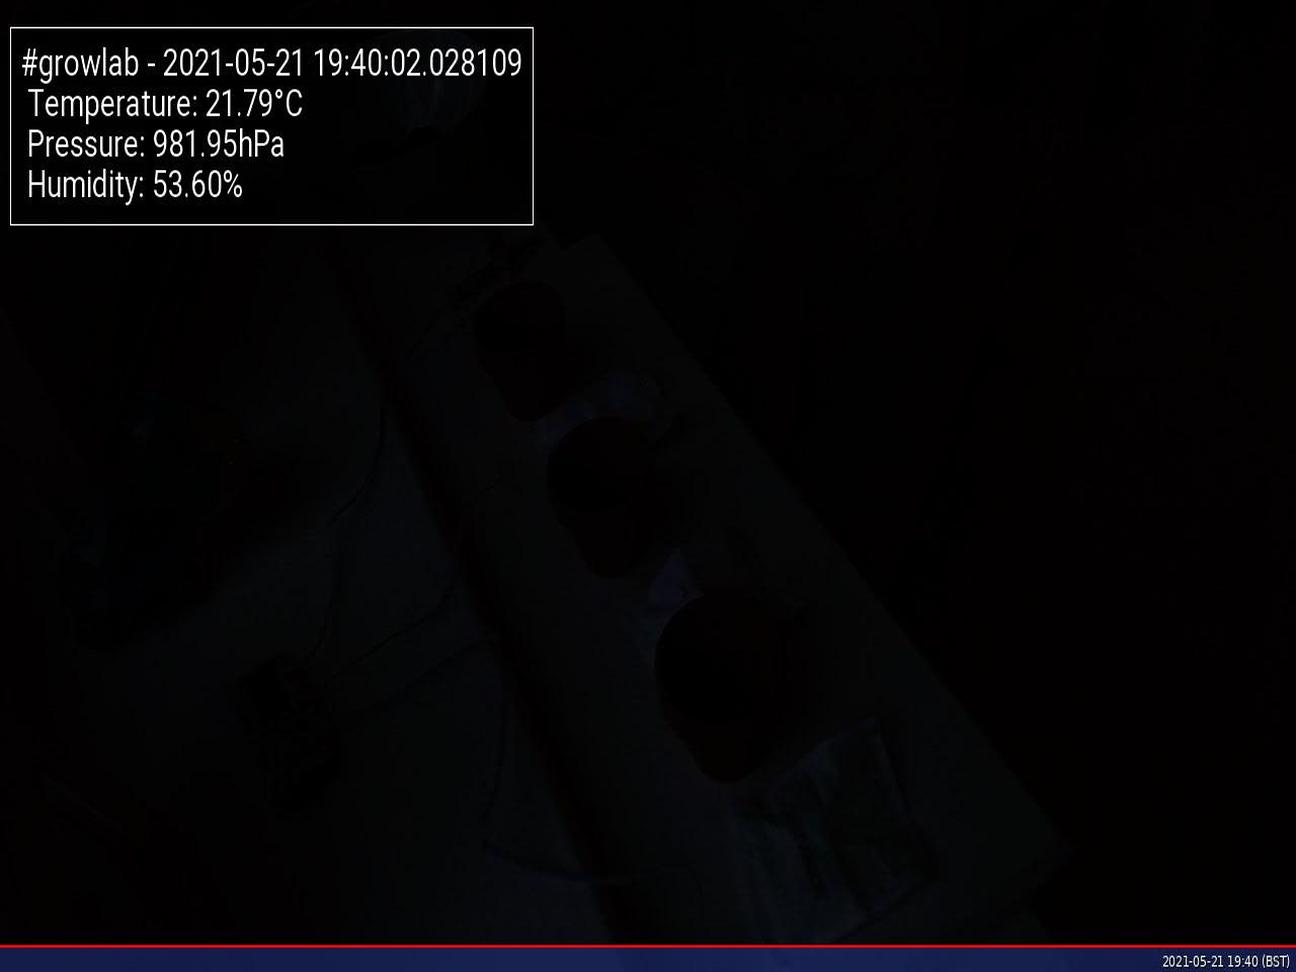 #growlab - 2021-05-21 19:40:02.028109
Temperature: 21.79°C
Pressure: 981.95hPa
Humidity: 53.60%
2021-05-21 19:40 (BST)